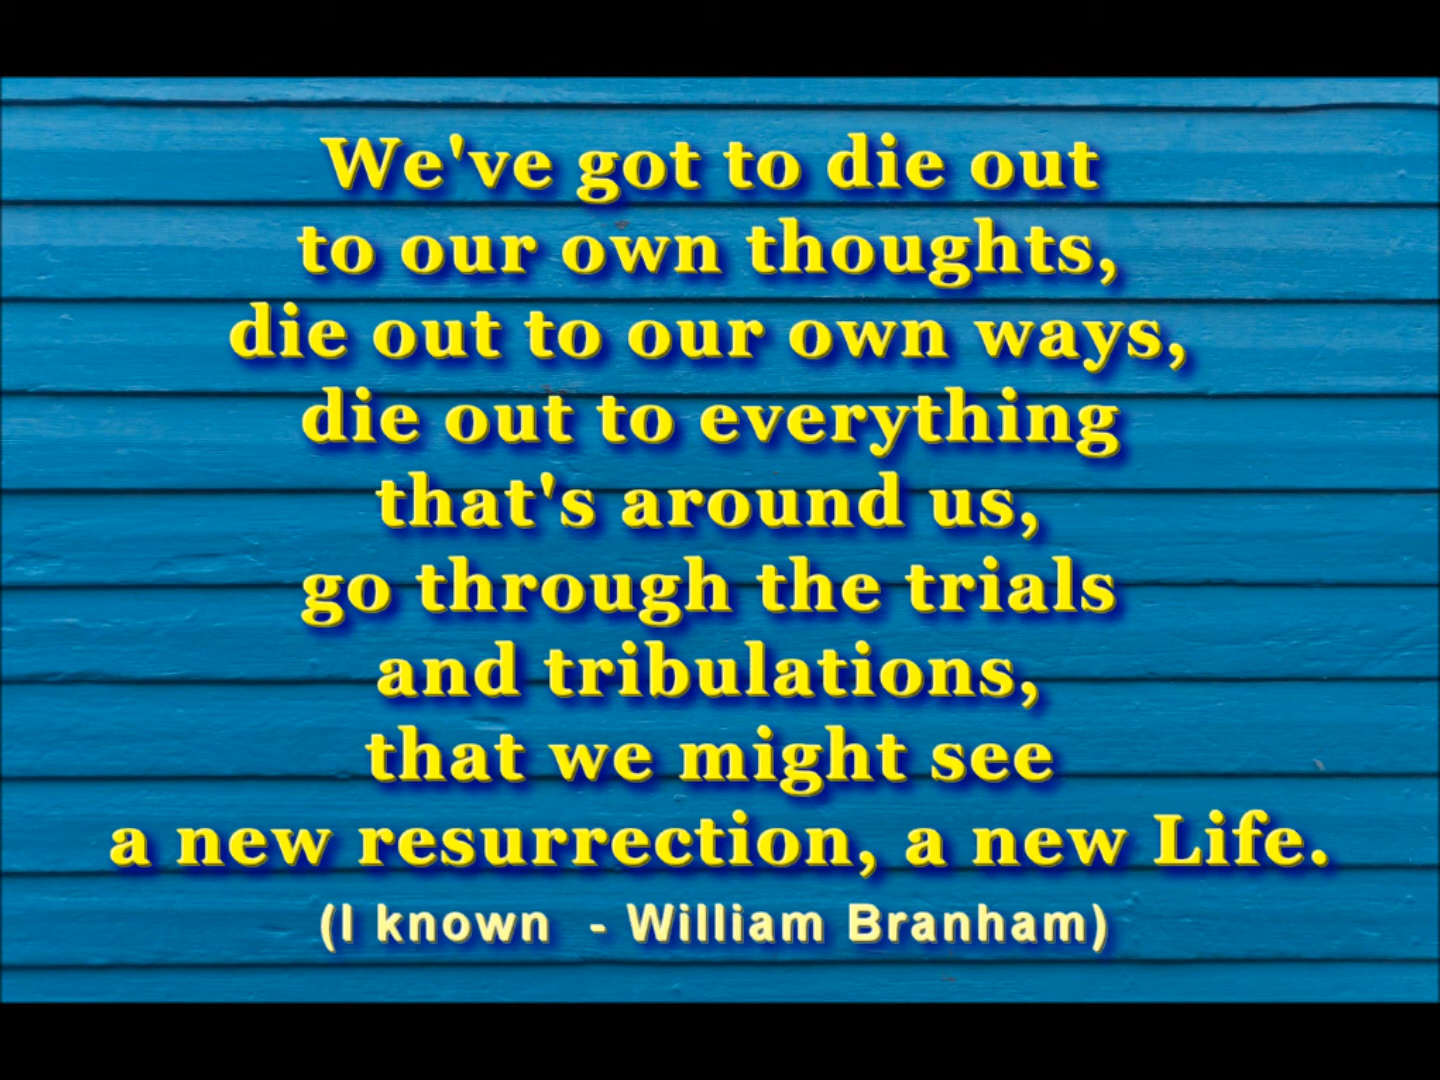 We've got to die out
to our own thoughts,
die out to our own ways,
die out to everything
that's around us,
go through the trials
and tribulations,
that we might see
a new resurrection, a new Life.
(I known - William Branham)